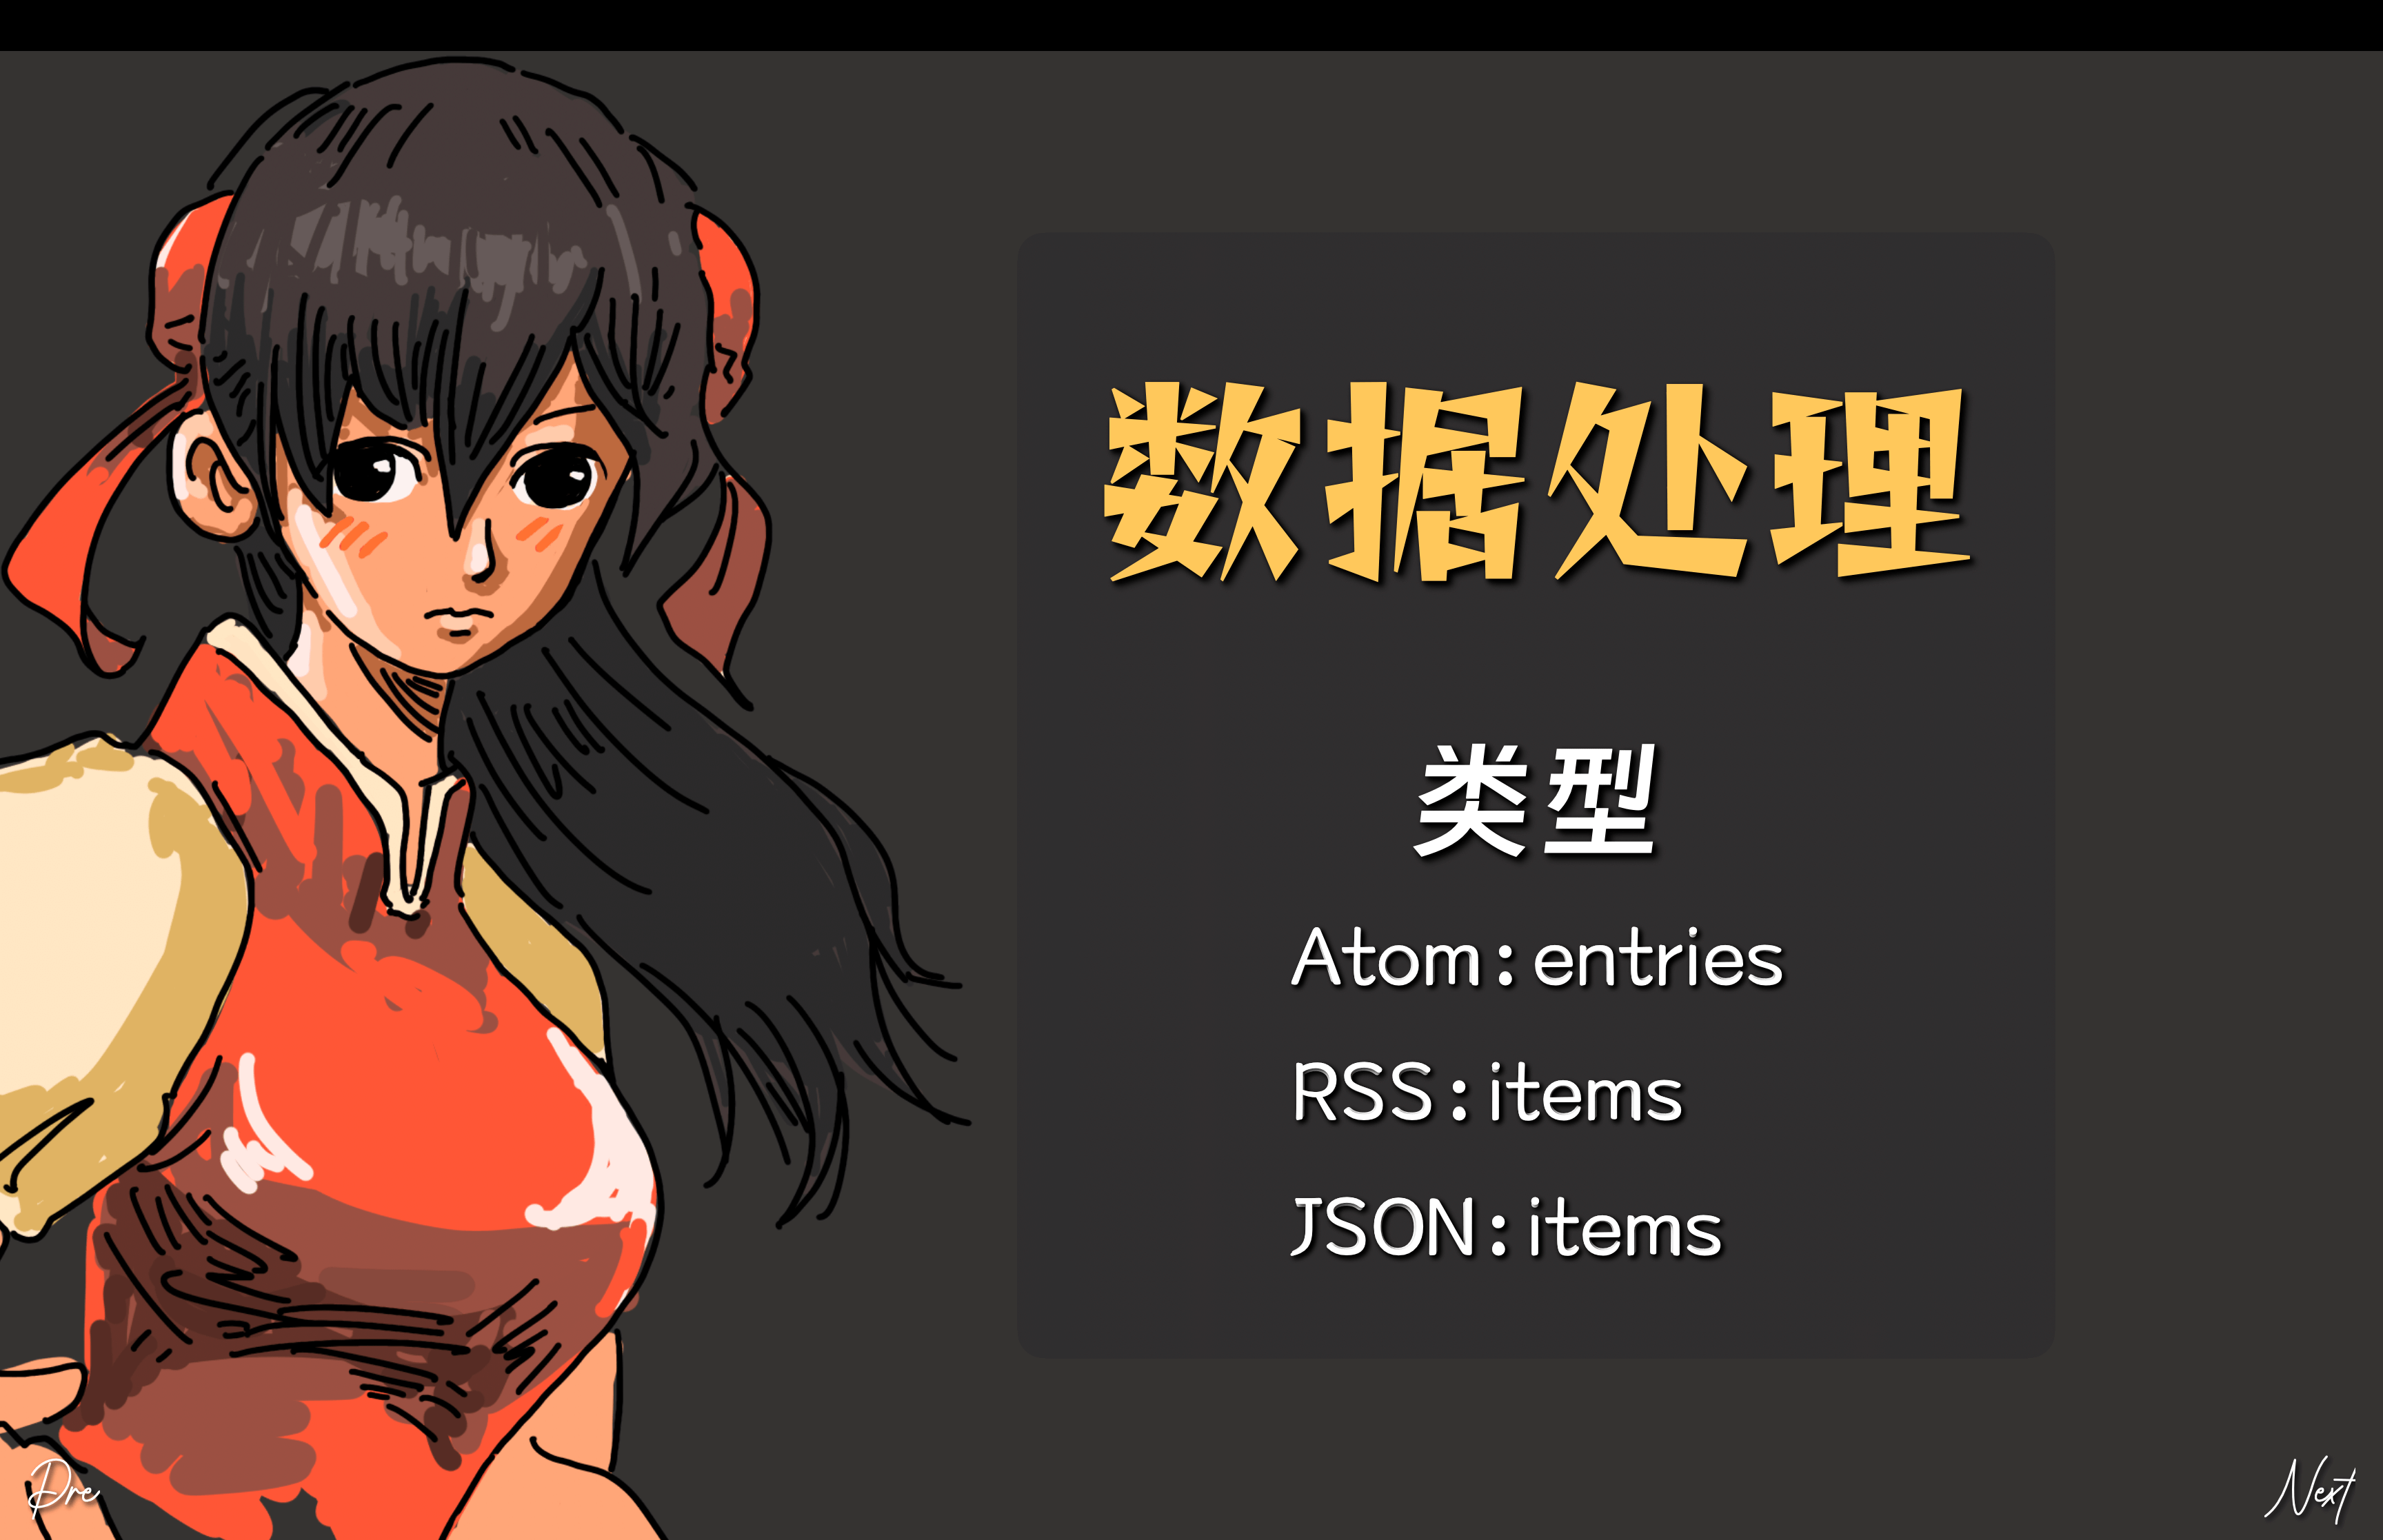 数据处理
类型
Atom: entries
RSS: items
JSON: items
Pre
Next